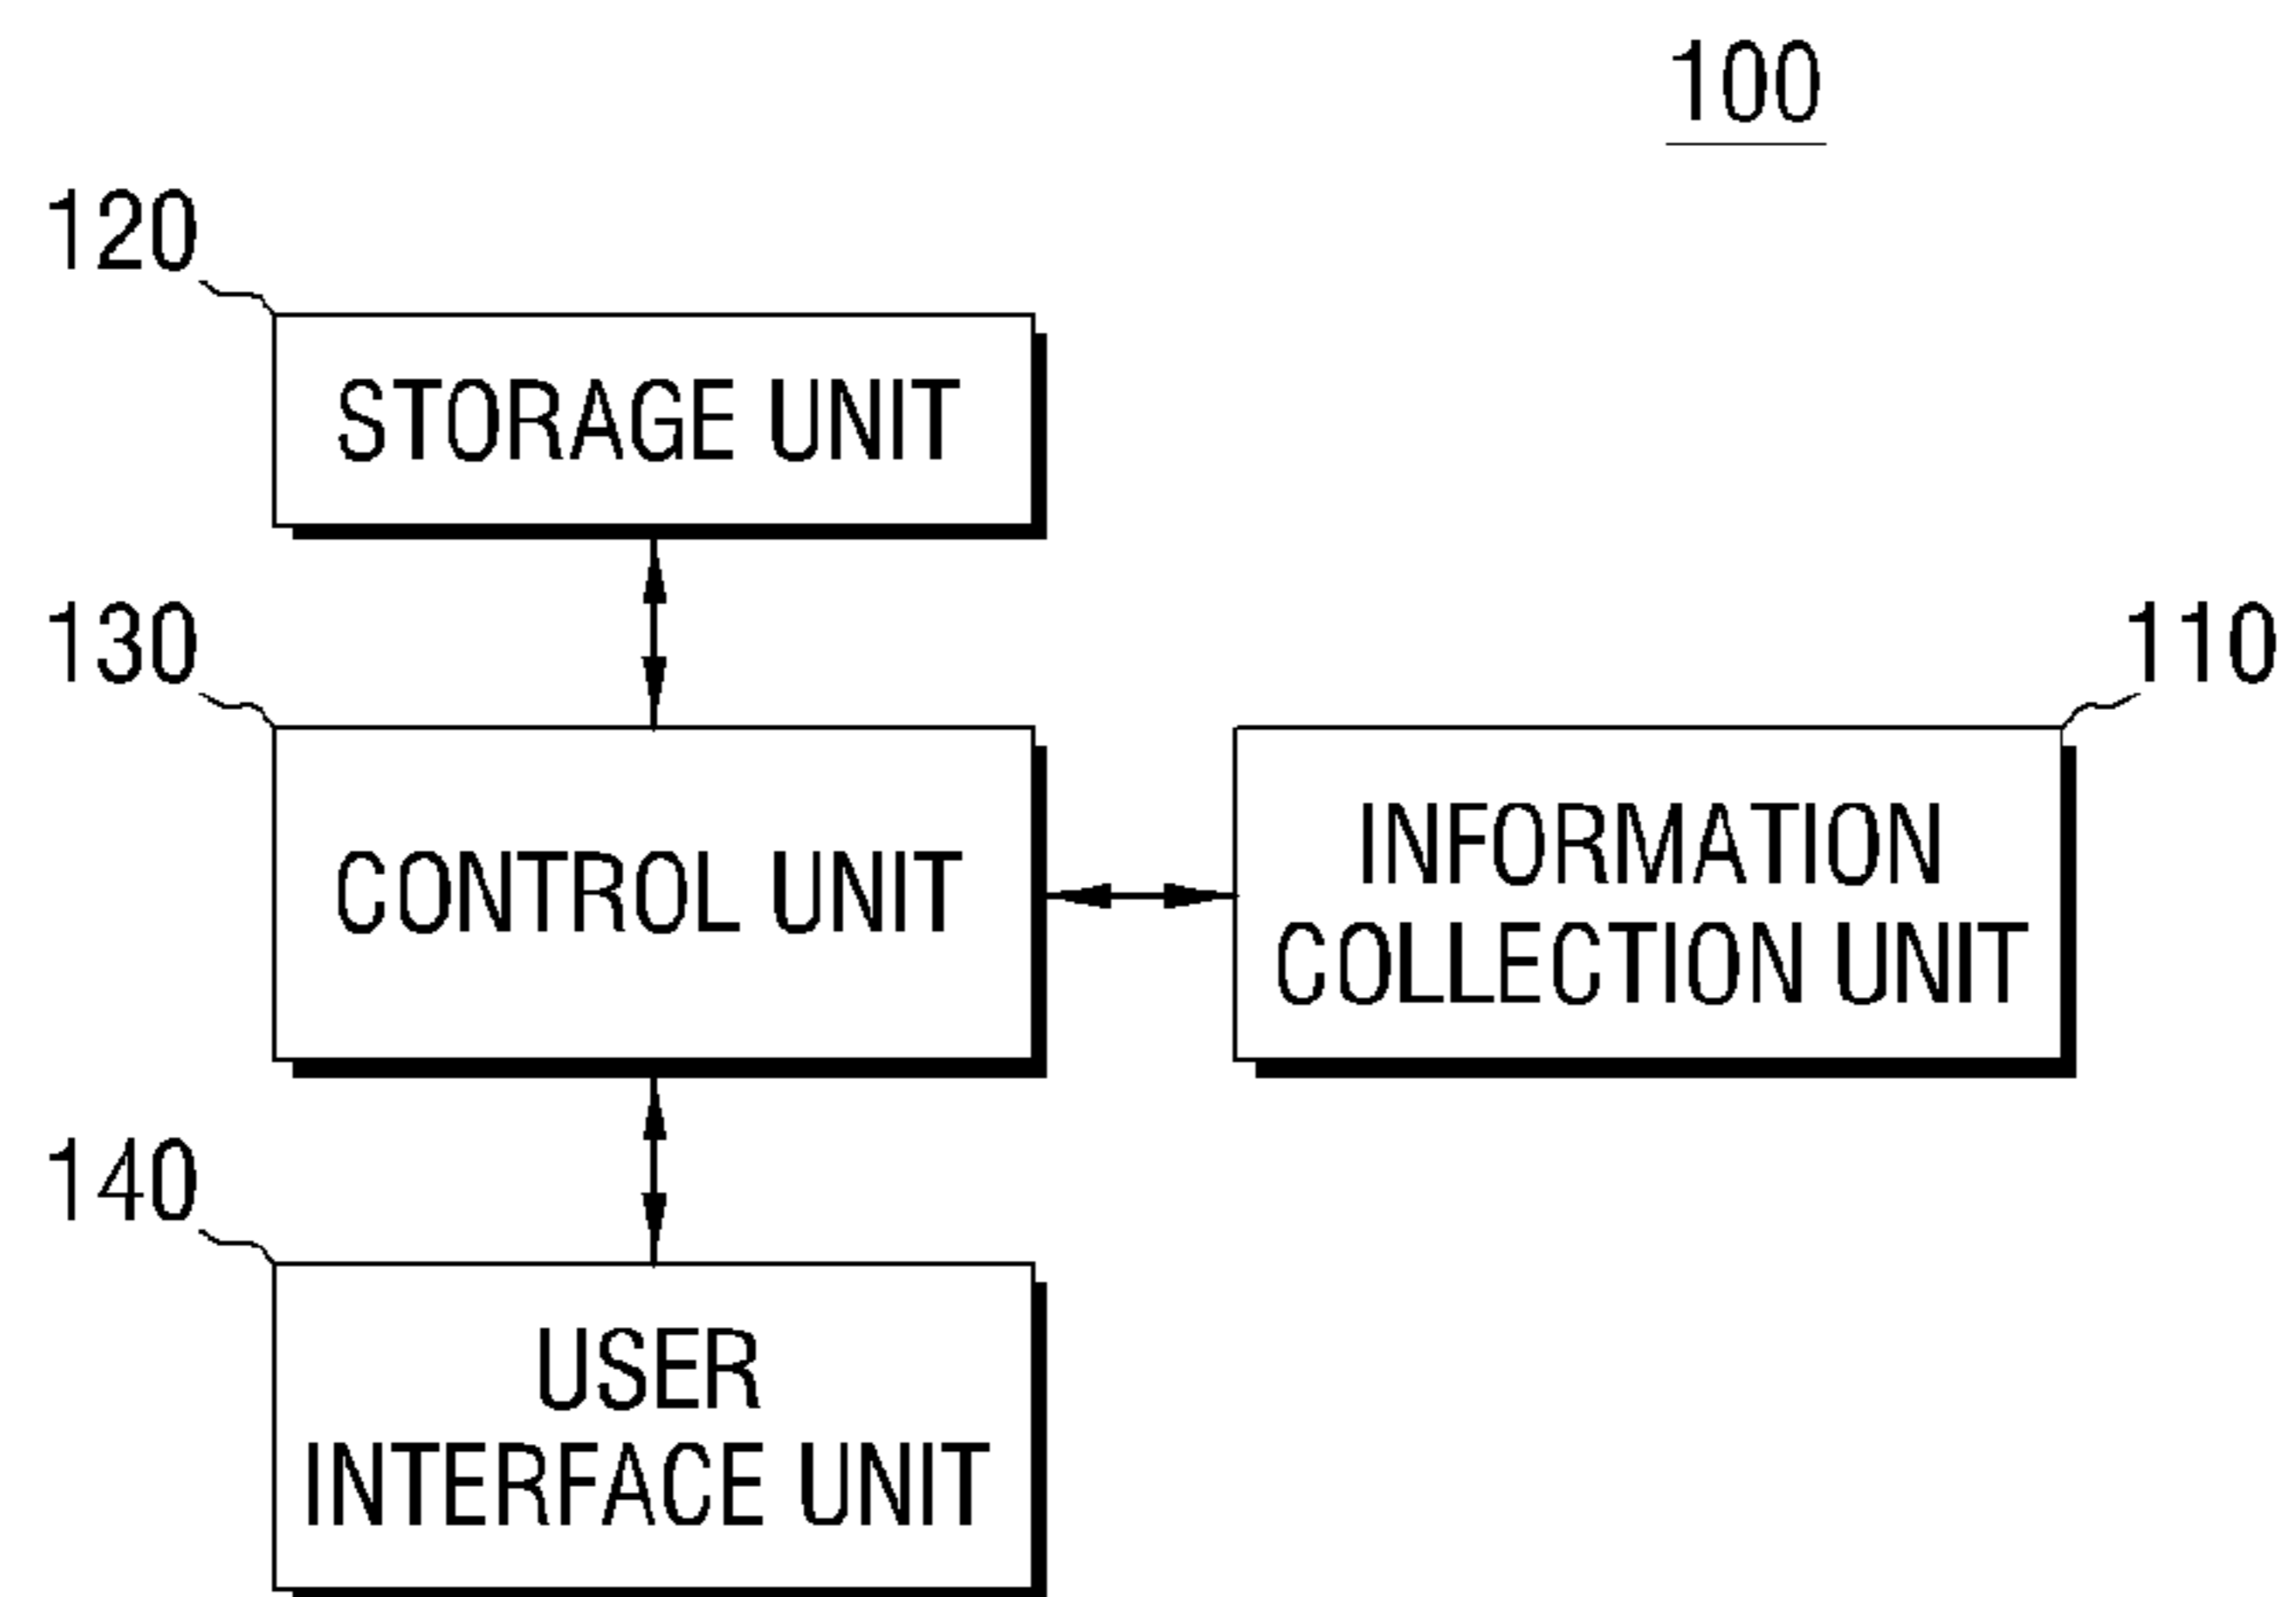 100
120
STORAGE UNIT
130
CONTROL UNIT
110
INFORMATION
COLLECTION UNIT
140
USER
INTERFACE UNIT